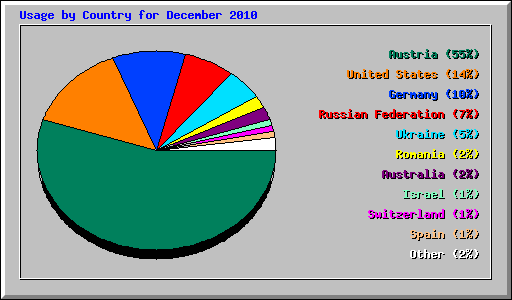 Usage by Country for December 2010
Austria (55%)
United States (14%)
Germany (10%)
Russian Federation (7%)
Ukraine (5%)
Romania (2%)
Australia (2%)
Israel (1%)
Switzerland (1%)
Spain (1%)
Other (2%)